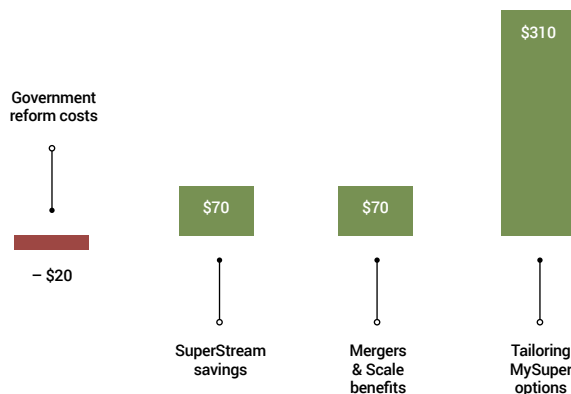 $310
Government
reform costs
$70
$70
– $20
SuperStream
savings
Mergers
& Scale
benefits
Tailoring
MySuper
options